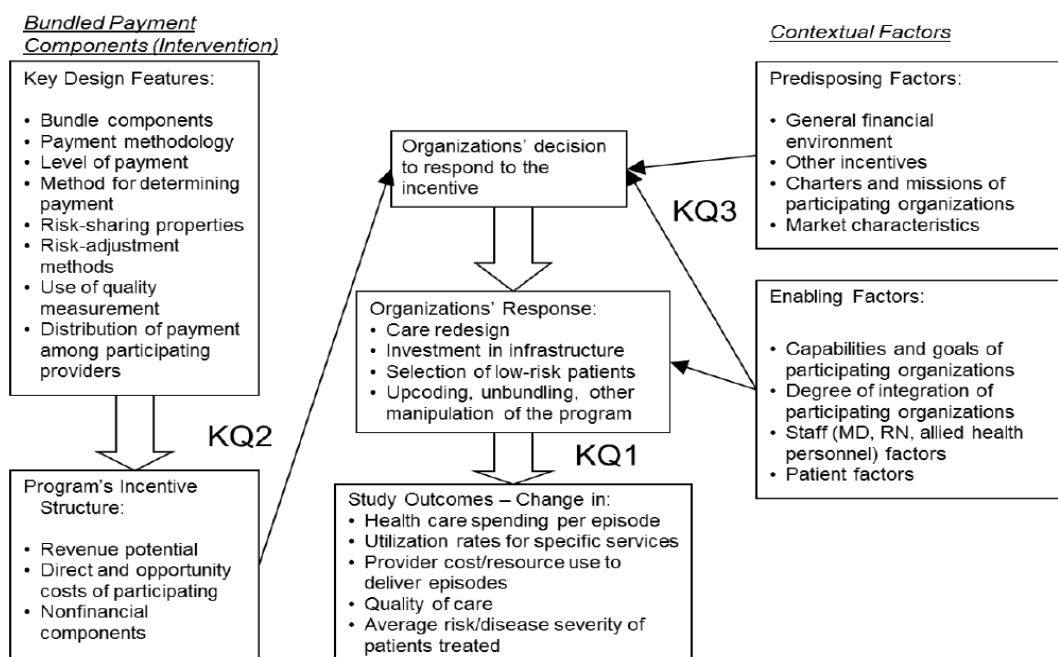 Bundled Payment
Components (Intervention)
Key Design Features:
• Bundle components
• Payment methodology
• Level of payment
• Method for determining
payment
• Risk-sharing properties
• Risk-adjustment
methods
• Use of quality
measurement
• Distribution of payment
among participating
providers
KQ2
Program's Incentive
Structure:
• Revenue potential
• Direct and opportunity
costs of participating
• Nonfinancial
components
Organizations' decision
to respond to the
incentive
Organizations' Response:
• Care redesign
• Investment in infrastructure
• Selection of low-risk patients
• Upcoding, unbundling, other
manipulation of the program
KQ1
Study Outcomes – Change in:
• Health care spending per episode
• Utilization rates for specific services
• Provider cost/resource use to
deliver episodes
• Quality of care
• Average risk/disease severity of
patients treated
KQ3
Contextual Factors
Predisposing Factors:
• General financial
environment
• Other incentives
• Charters and missions of
participating organizations
• Market characteristics
Enabling Factors:
• Capabilities and goals of
participating organizations
• Degree of integration of
participating organizations
• Staff (MD, RN, allied health
personnel) factors
• Patient factors